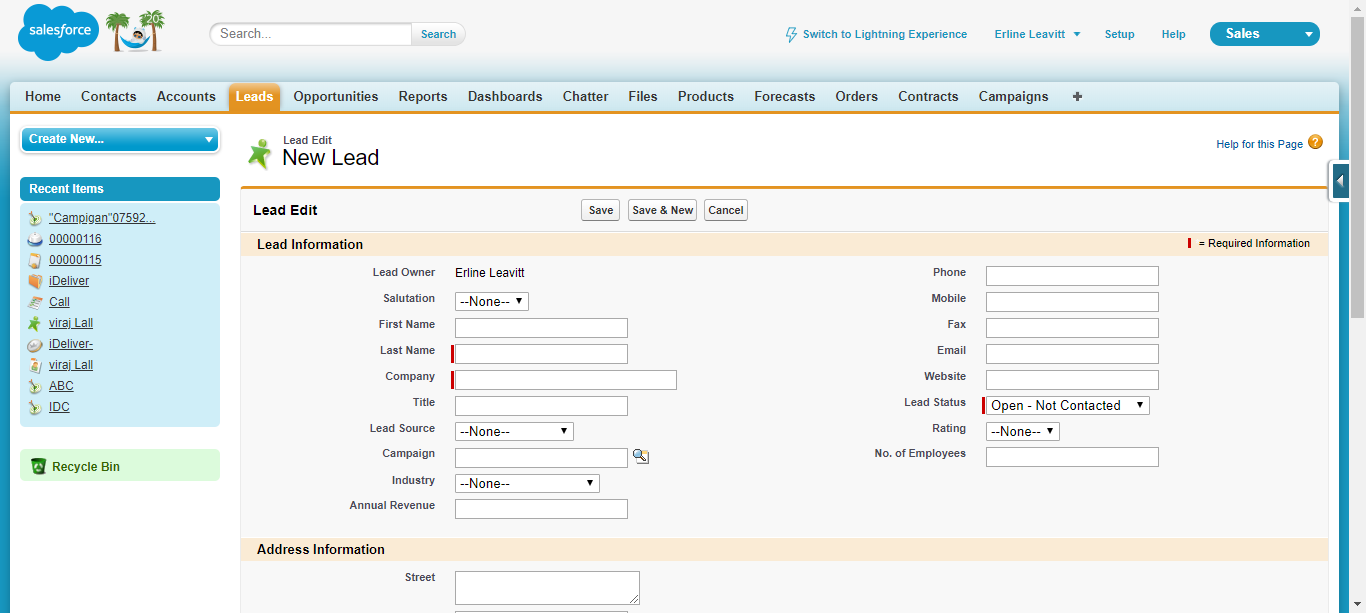 salesforce
20
Search...
Search
Switch to Lightning Experience
Erline Leavitt
Setup
Help
Sales
Home Contacts Accounts Leads Opportunities Reports Dashboards Chatter Files Products Forecasts Orders Contracts Campaigns +
Create New...
Recent Items
"Campigan"07592...
00000116
00000115
iDeliver
Call
viraj Lall
iDeliver-
viraj Lall
ABC
IDC
Recycle Bin
Lead Edit
New Lead
Help for this Page ?
Lead Edit
Save Save & New Cancel
Lead Information
= Required Information
Lead Owner Erline Leavitt
Phone
Salutation --None--
Mobile
First Name
Fax
Last Name
Email
Company
Website
Title
Lead Status Open - Not Contacted
Lead Source --None--
Rating --None--
Campaign
No. of Employees
Industry --None--
Annual Revenue
Address Information
Street